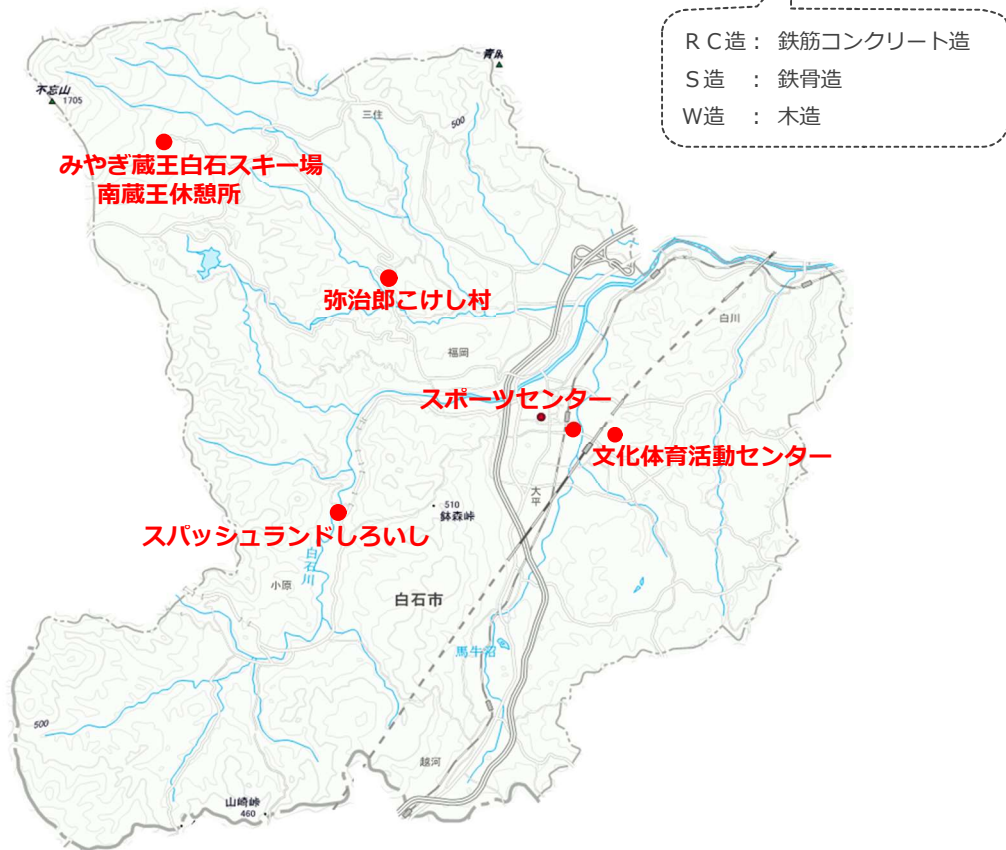 ＲＣ造： 鉄筋コンクリート造
Ｓ造 ： 鉄骨造
W造 ： 木造
不忘山
1705
三住
500
みやぎ蔵王白石スキー場
南蔵王休憩所
弥治郎こけし村
白川
福岡
スポーツセンター
文化体育活動センター
大平
510
鉢森峠
スパッシュランドしろいし
白石川
小原
白石市
馬牛沼
500
越河
山崎峠
460